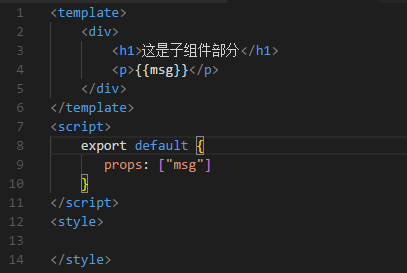 1 <template>
2 <div>
3 <h1>这是子组件部分</h1>
4 <p>{{msg}}</p>
5 </div>
6 </template>
7 <script>
8 export default {
9 props: ["msg"]
10 }
11 </script>
12 <style>
13
14 </style>